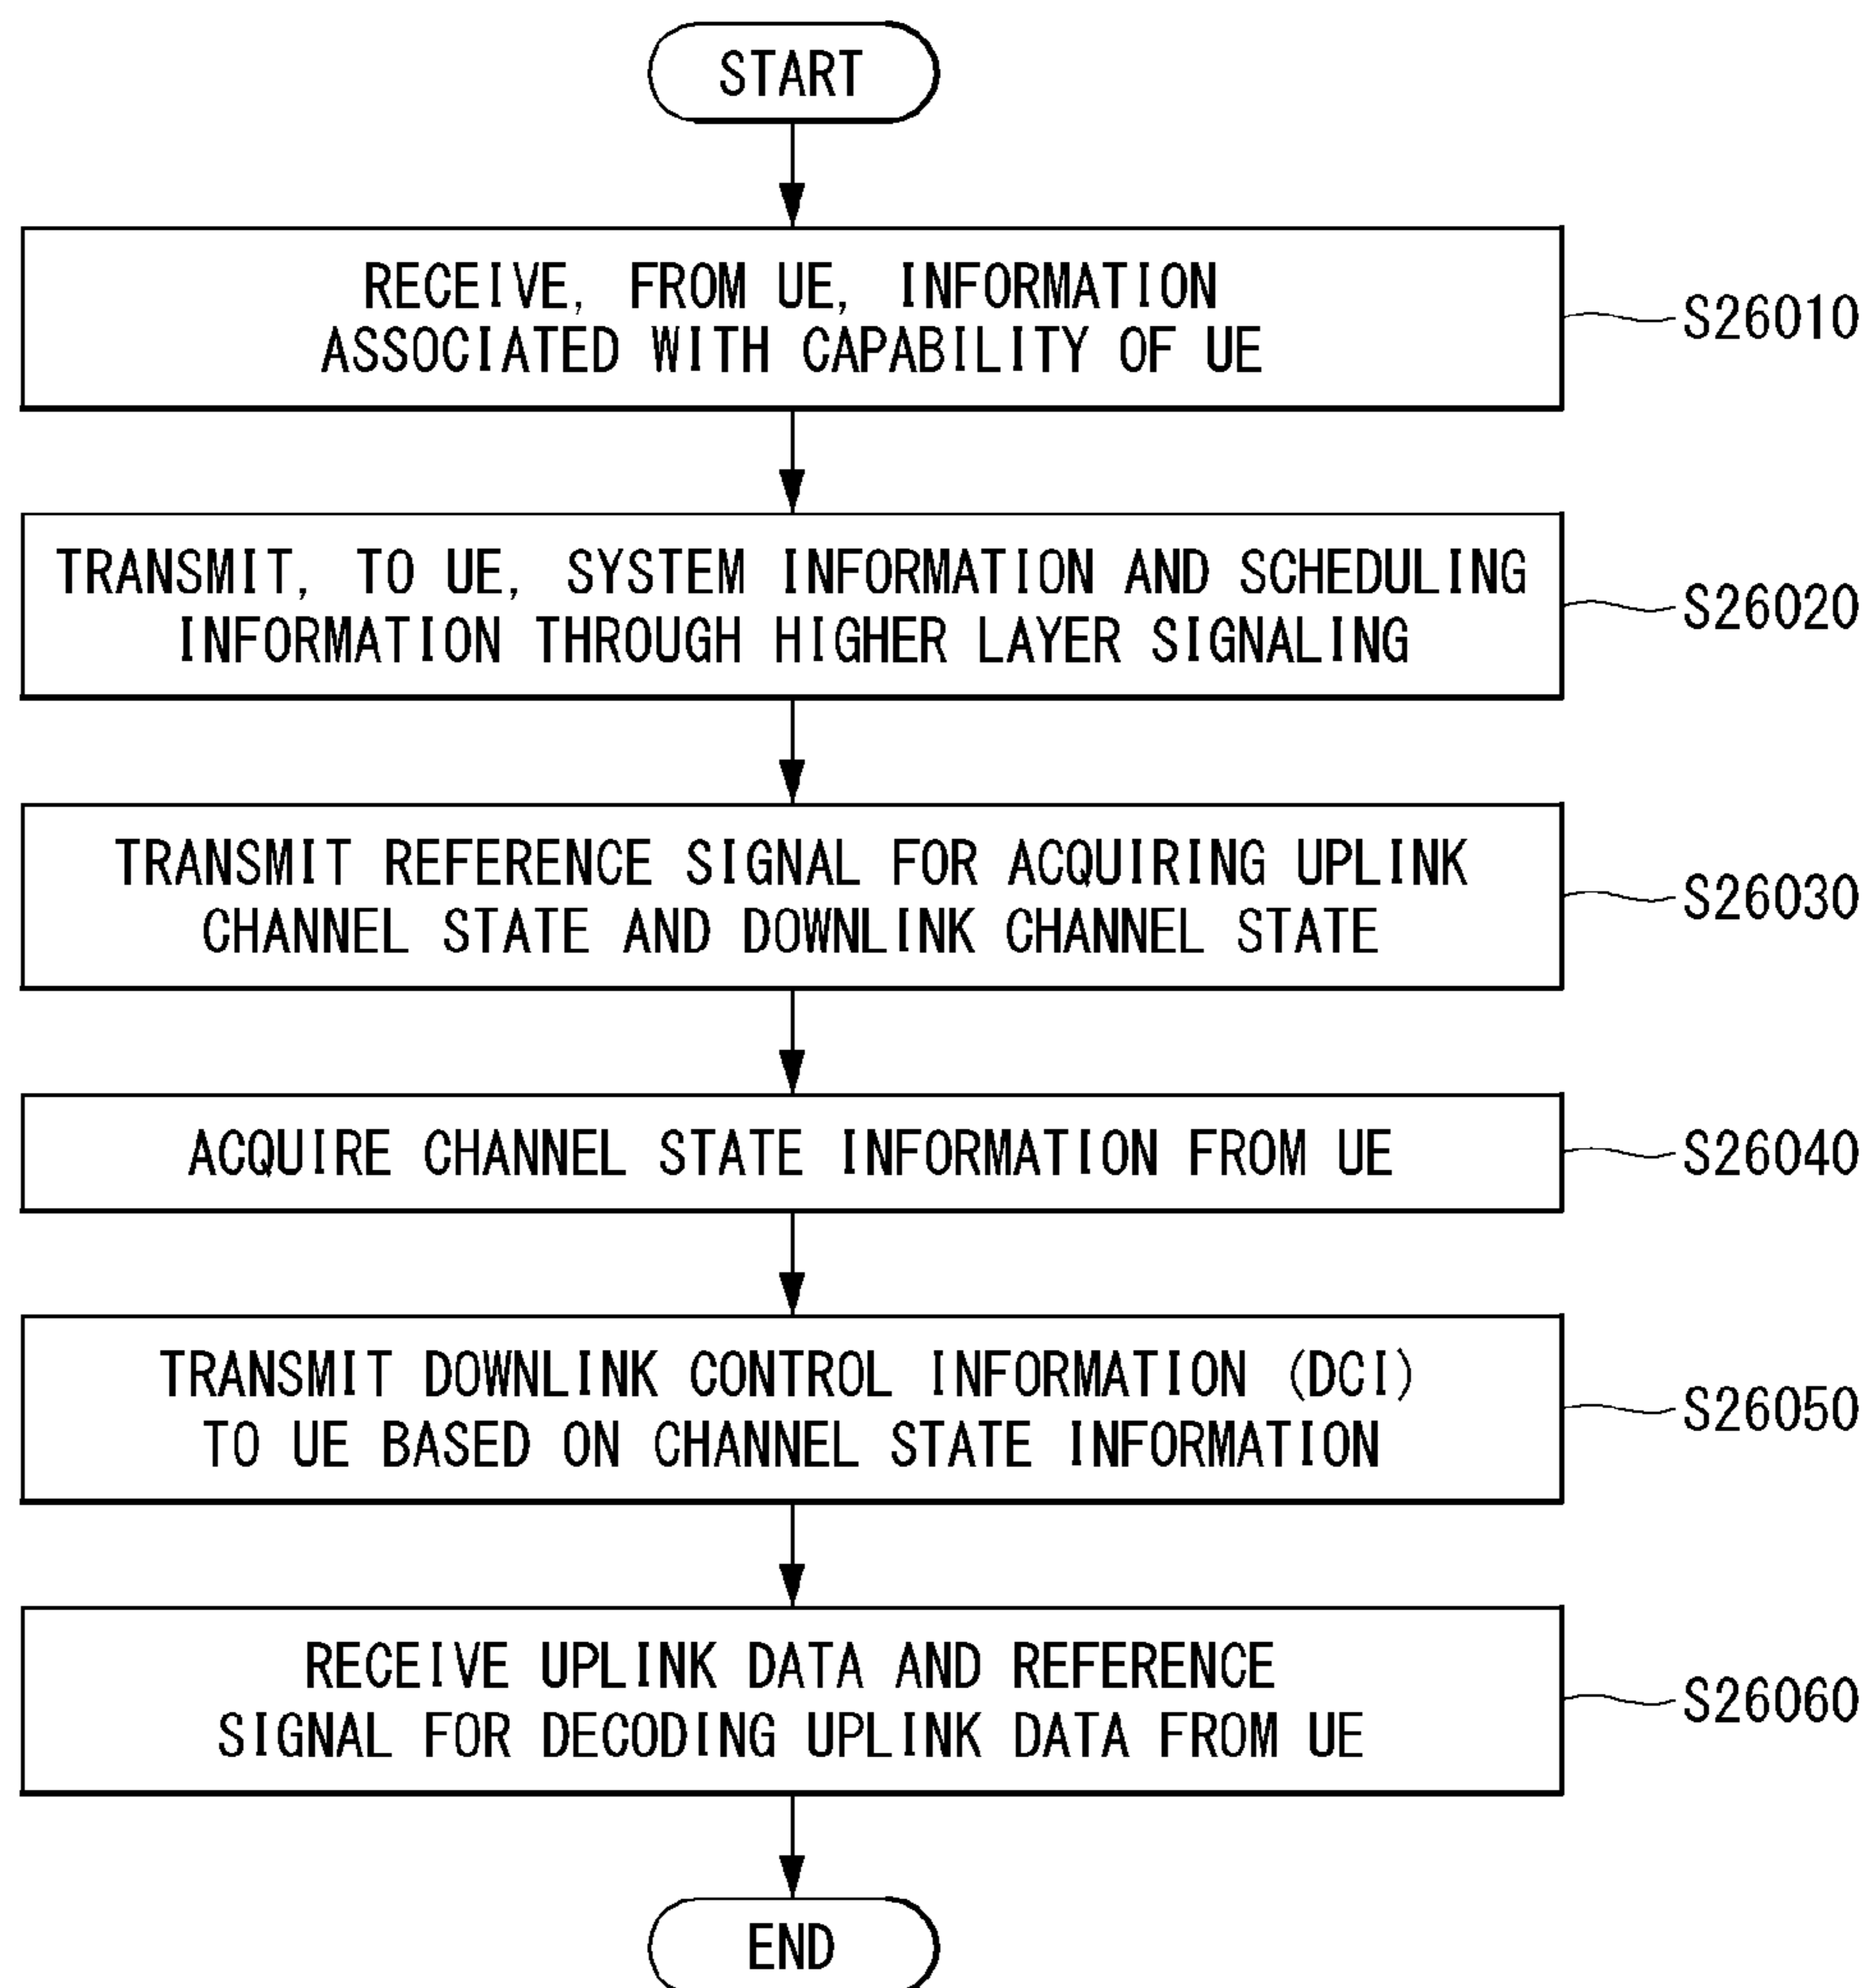 START
RECEIVE, FROM UE, INFORMATION
ASSOCIATED WITH CAPABILITY OF UE
S26010
TRANSMIT, TO UE, SYSTEM INFORMATION AND SCHEDULING
INFORMATION THROUGH HIGHER LAYER SIGNALING
S26020
TRANSMIT REFERENCE SIGNAL FOR ACQUIRING UPLINK
CHANNEL STATE AND DOWNLINK CHANNEL STATE
S26030
ACQUIRE CHANNEL STATE INFORMATION FROM UE
S26040
TRANSMIT DOWNLINK CONTROL INFORMATION (DCI)
TO UE BASED ON CHANNEL STATE INFORMATION
S26050
RECEIVE UPLINK DATA AND REFERENCE
SIGNAL FOR DECODING UPLINK DATA FROM UE
S26060
END